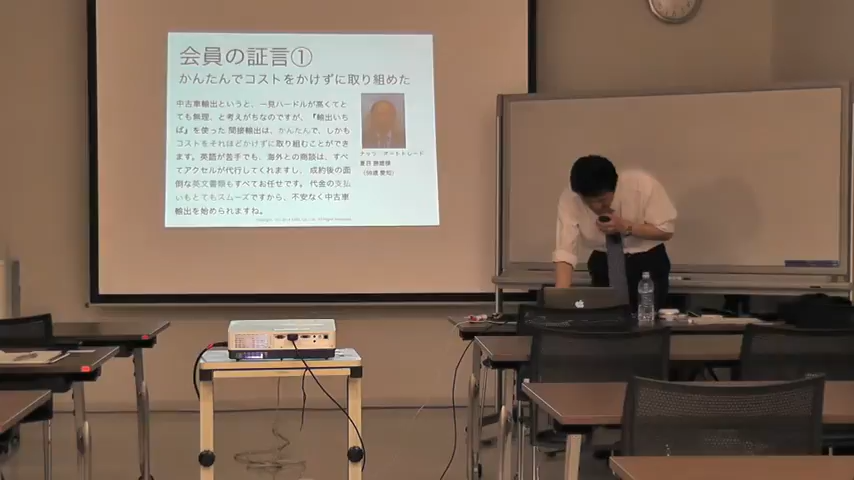 会員の証言①
かんたんでコストをかけずに取り組めた
中古車輸出というと、一見ハードルが高くてと
ても無理、と考えがちなのですが、『輸出いち
ば』を使った間接輸出は、かんたんで、しかも
コストをそれほどかけずに取り組むことができ
ます。英語が苦手でも、海外との商談は、すべ
てアクセルが代行してくれますし、成約後の面
倒な英文書類もすべてお任せです。代金の支払
いもとてもスムーズですから、不安なく中古車
輸出を始められますね。
オートトレード